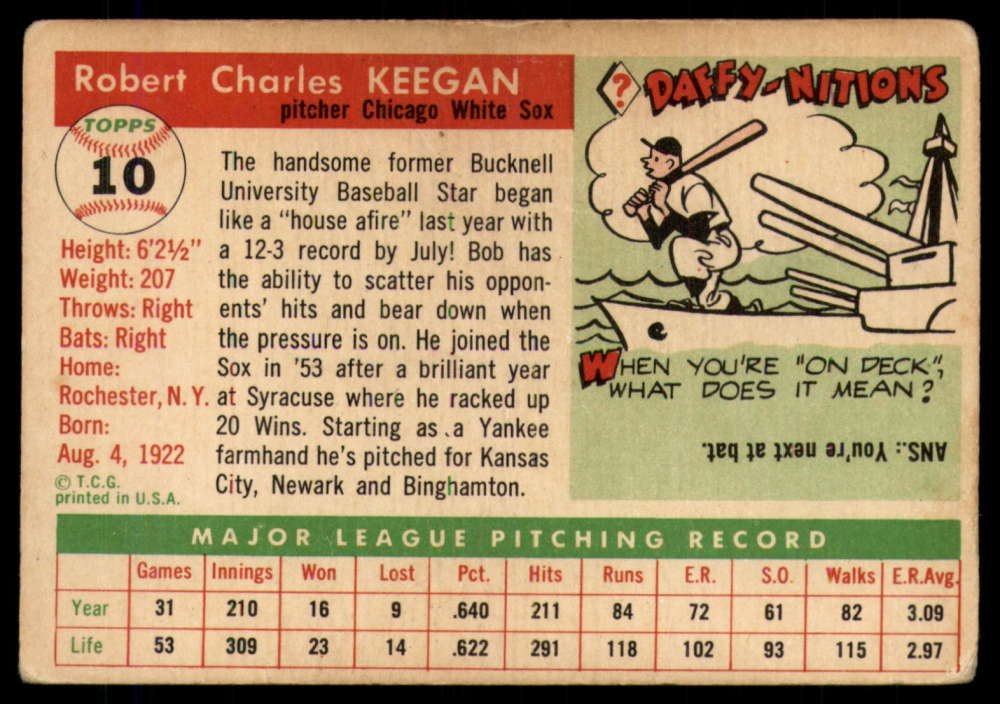 Robert Charles KEEGAN
pitcher Chicago White Sox
TOPPS
10
Height: 6'2½"
Weight: 207
Throws: Right
Bats: Right
Home:
Rochester, N. Y.
Born:
Aug. 4, 1922
© T.C.G.
printed in U.S.A.
The handsome former Bucknell
University Baseball Star began
like a "house afire" last year with
a 12-3 record by July! Bob has
the ability to scatter his oppon-
ents' hits and bear down when
the pressure is on. He joined the
Sox in '53 after a brilliant year
at Syracuse where he racked up
20 Wins. Starting as a Yankee
farmhand he's pitched for Kansas
City, Newark and Binghamton.
? DAFFY-NITIONS
WHEN YOU'RE "ON DECK",
WHAT DOES IT MEAN?
ANS.: You're next at bat.
MAJOR LEAGUE PITCHING RECORD
Games Innings Won Lost Pct. Hits Runs E.R. S.O. Walks E.R.Avg.
Year 31 210 16 9 .640 211 84 72 61 82 3.09
Life 53 309 23 14 .622 291 118 102 93 115 2.97